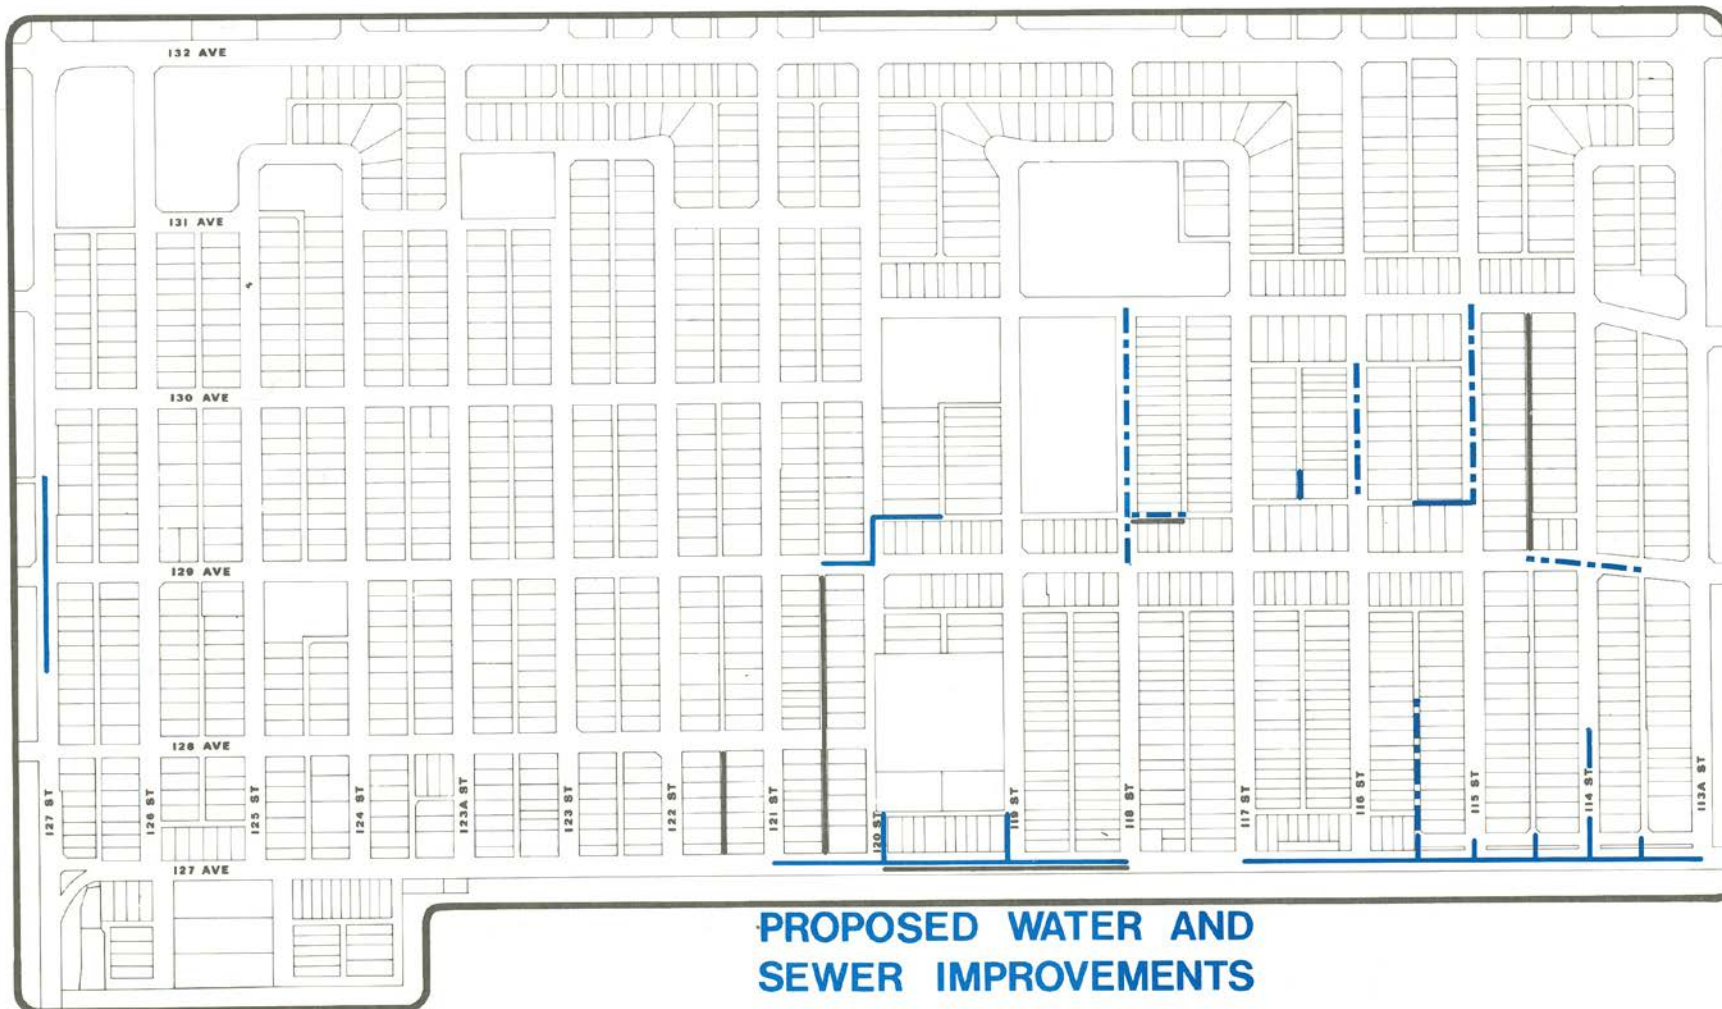 132 AVE
131 AVE
130 AVE
129 AVE
128 AVE
127 ST
126 ST
125 ST
124 ST
123A ST
123 ST
122 ST
121 ST
120 ST
119 ST
118 ST
117 ST
116 ST
115 ST
114 ST
113A ST
127 AVE
PROPOSED WATER AND
SEWER IMPROVEMENTS